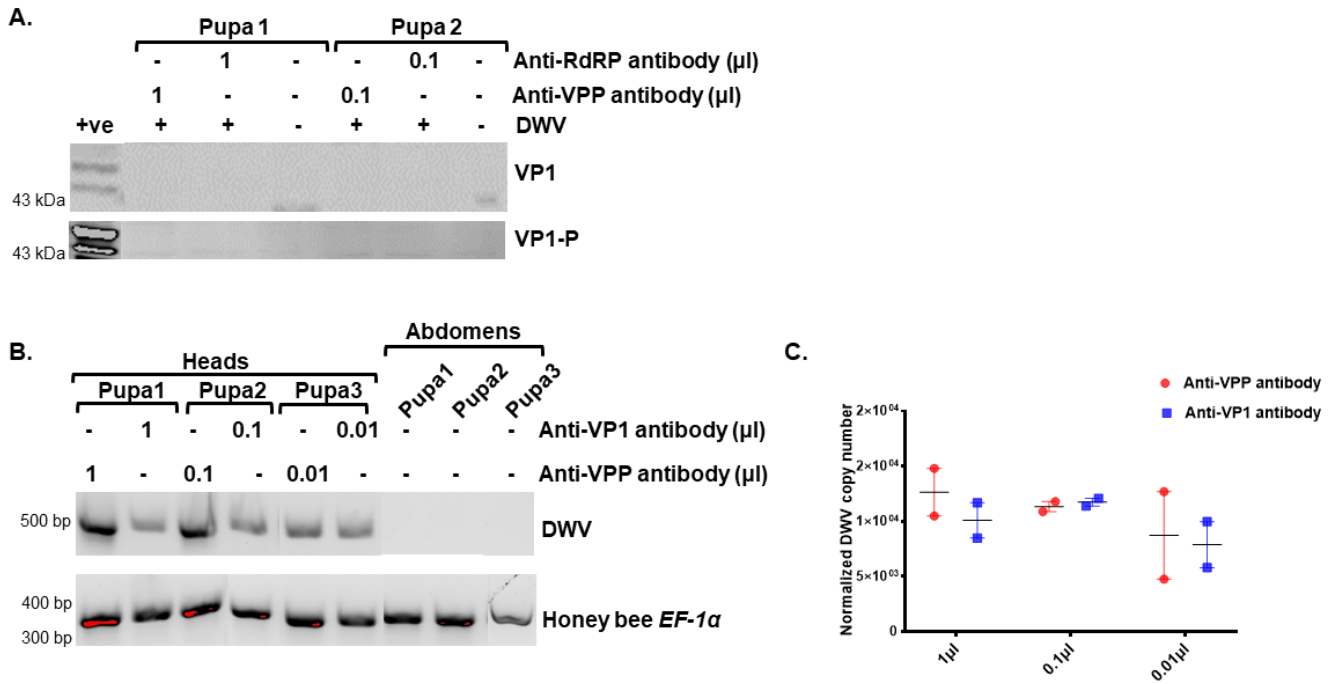 A.
Pupa 1 Pupa 2
- 1 - - 0.1 - Anti-RdRP antibody (µl)
1 - - 0.1 - - Anti-VPP antibody (µl)
+ve + + - + + - DWV
VP1
43 kDa
VP1-P
43 kDa
B.
Abdomens
Heads
Pupa1 Pupa2 Pupa3 Pupa1 Pupa2 Pupa3
- 1 - 0.1 - 0.01 - - - Anti-VP1 antibody (µl)
1 - 0.1 - 0.01 - - - - Anti-VPP antibody (µl)
500 bp DWV
400 bp
Honey bee EF-1α
300 bp
C.
Anti-VPP antibody
Anti-VP1 antibody
Normalized DWV copy number
2×10⁰⁴
2×10⁰⁴
1×10⁰⁴
5×10⁰³
0
1µl 0.1µl 0.01µl